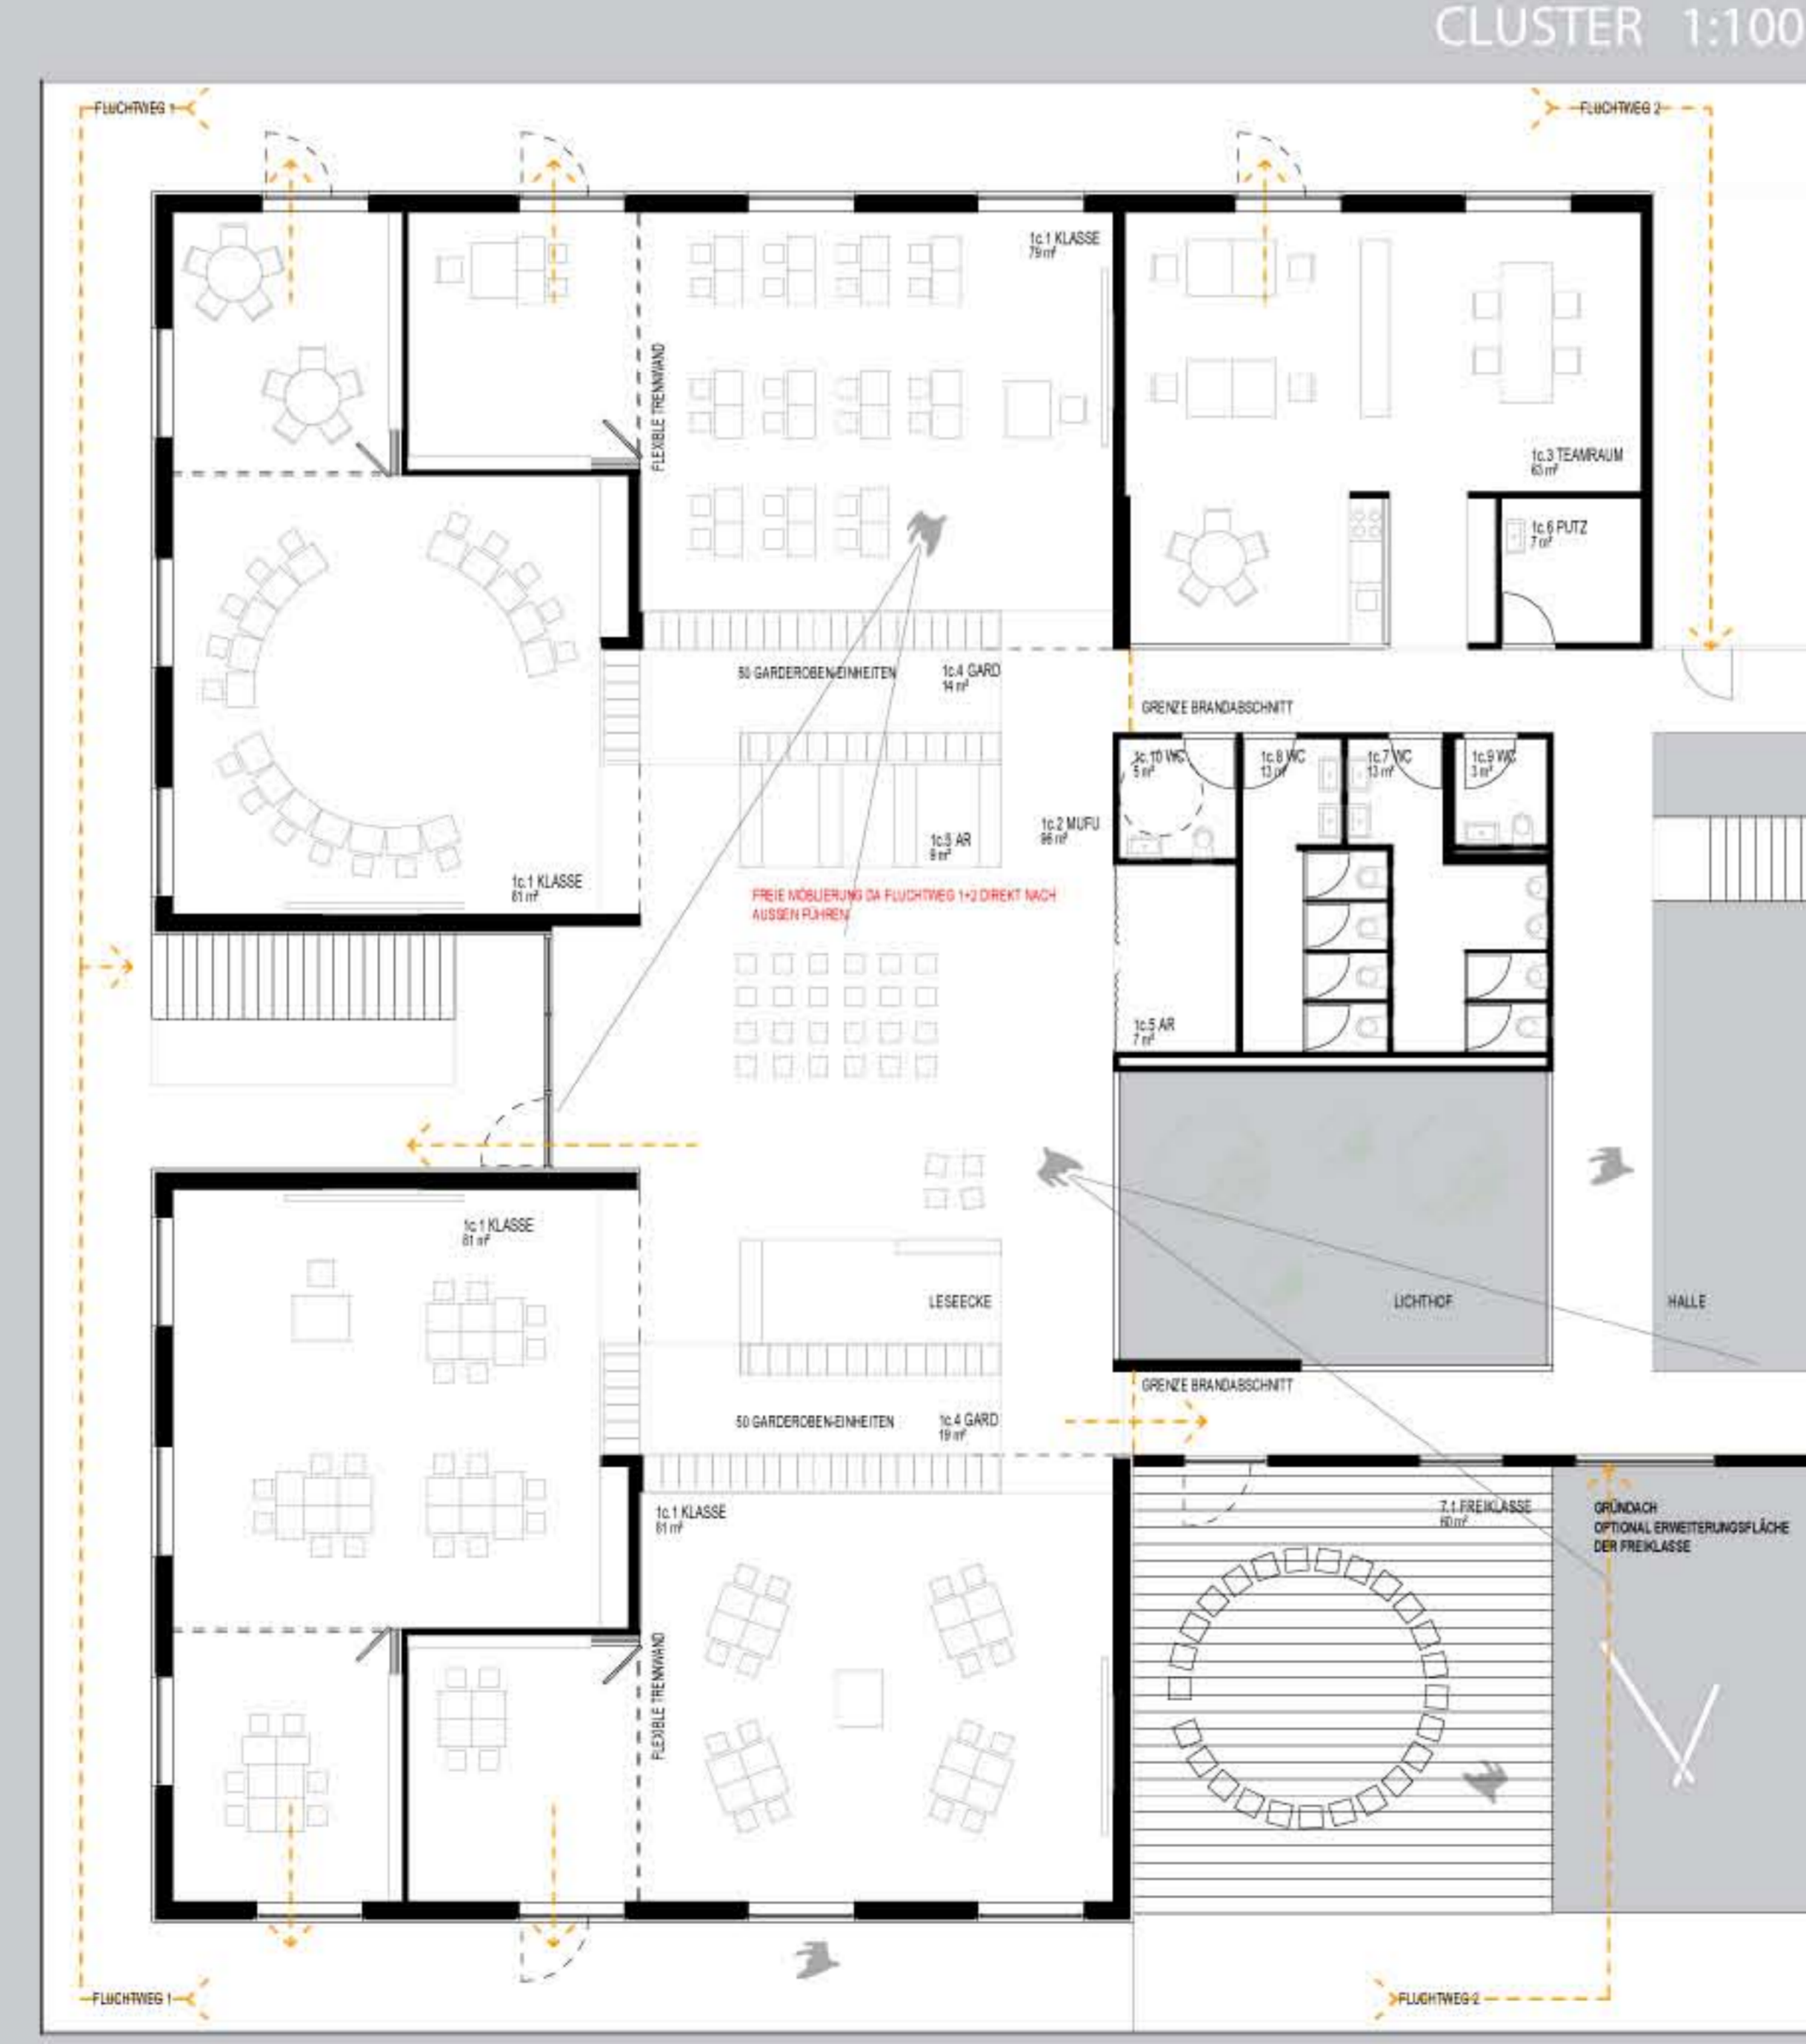 CLUSTER 1:100
FLUCHTWEG 1
FLUCHTWEG 2
1c.1 KLASSE
79 m²
FLEXIBLE TRENNWAND
1c.3 TEAMRAUM
63 m²
1c.6 PUTZ
7 m²
50 GARDEROBEN-EINHEITEN
1c.4 GARD
14 m²
GRENZE BRANDABSCHNITT
1c.10 WC
5 m²
1c.8 WC
13 m²
1c.7 WC
13 m²
1c.9 WC
3 m²
1c.2 MUFU
96 m²
1c.5 AR
9 m²
1c.1 KLASSE
61 m²
FREIE MÖBLIERUNG DA FLUCHTWEG 1+2 DIREKT NACH
AUSSEN FÜHREN
1c.5 AR
7 m²
1c.1 KLASSE
81 m²
LESEECKE
LICHTHOF
HALLE
GRENZE BRANDABSCHNITT
50 GARDEROBEN-EINHEITEN
1c.4 GARD
19 m²
1c.1 KLASSE
81 m²
7.1 FREIKLASSE
60 m²
GRÜNDACH
OPTIONAL ERWEITERUNGSFLÄCHE
DER FREIKLASSE
FLEXIBLE TRENNWAND
FLUCHTWEG 1
FLUCHTWEG 2